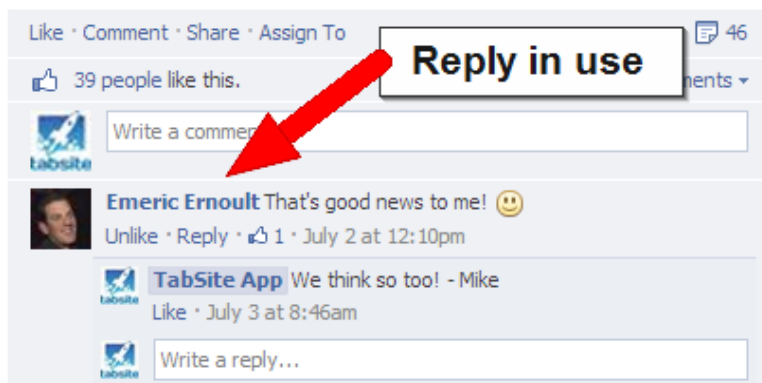 Like · Comment · Share · Assign To 46
Reply in use
39 people like this.
Write a comme
tabsite
Emeric Ernoult That's good news to me!
Unlike · Reply · 1 · July 2 at 12:10pm
TabSite App We think so too! - Mike
tabsite
Like · July 3 at 8:46am
Write a reply...
tabsite